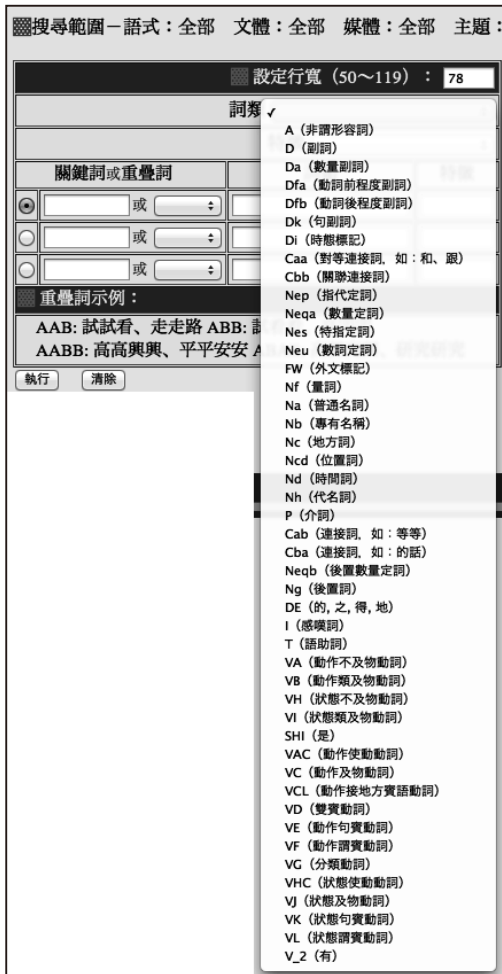 ▩搜尋範圍－語式：全部 文體：全部 媒體：全部 主題：
▩ 設定行寬（50～119）： 78
詞類 ✓
關鍵詞或重疊詞
或
或
或
▩ 重疊詞示例：
AAB: 試試看、走走路 ABB:
AABB: 高高興興、平平安安
執行 清除
A（非謂形容詞）
D（副詞）
Da（數量副詞）
Dfa（動詞前程度副詞）
Dfb（動詞後程度副詞）
Dk（句副詞）
Di（時態標記）
Caa（對等連接詞，如：和、跟）
Cbb（關聯連接詞）
Nep（指代定詞）
Neqa（數量定詞）
Nes（特指定詞）
Neu（數詞定詞）
FW（外文標記）
Nf（量詞）
Na（普通名詞）
Nb（專有名稱）
Nc（地方詞）
Ncd（位置詞）
Nd（時間詞）
Nh（代名詞）
P（介詞）
Cab（連接詞，如：等等）
Cba（連接詞，如：的話）
Neqb（後置數量定詞）
Ng（後置詞）
DE（的, 之, 得, 地）
I（感嘆詞）
T（語助詞）
VA（動作不及物動詞）
VB（動作類及物動詞）
VH（狀態不及物動詞）
VI（狀態類及物動詞）
SHI（是）
VAC（動作使動動詞）
VC（動作及物動詞）
VCL（動作接地方賓語動詞）
VD（雙賓動詞）
VE（動作句賓動詞）
VF（動作謂賓動詞）
VG（分類動詞）
VHC（狀態使動動詞）
VJ（狀態及物動詞）
VK（狀態句賓動詞）
VL（狀態謂賓動詞）
V_2（有）